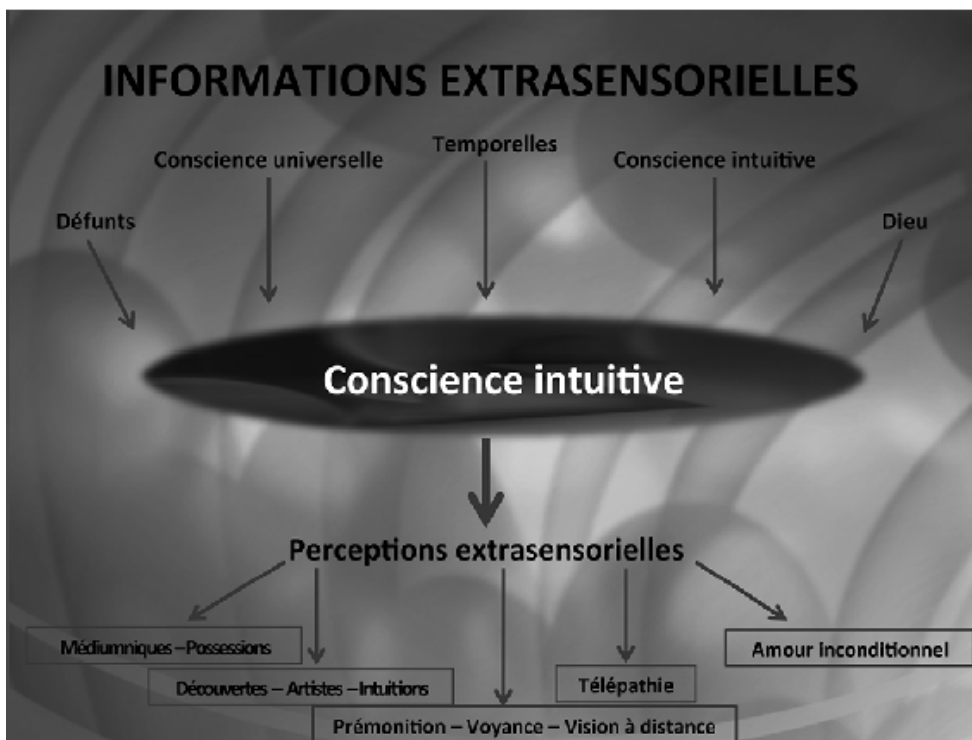 INFORMATIONS EXTRASENSORIELLES
Temporelles
Conscience universelle
Conscience intuitive
Défunts
Dieu
Conscience intuitive
Perceptions extrasensorielles
Médiumniques – Possessions
Amour inconditionnel
Découvertes – Artistes – Intuitions
Télépathie
Prémonition – Voyance – Vision à distance